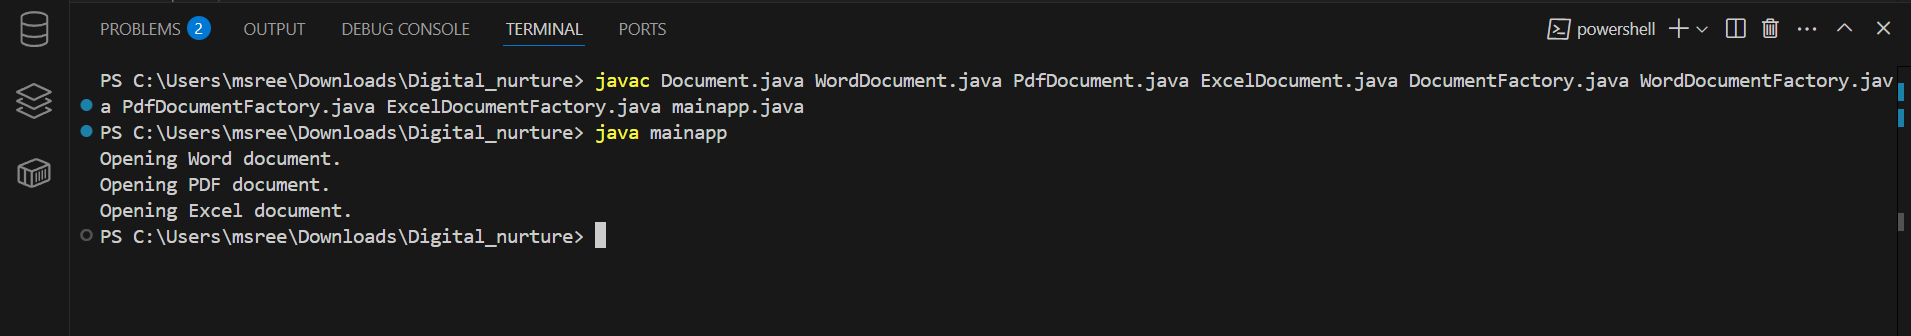 PROBLEMS 2 OUTPUT DEBUG CONSOLE TERMINAL PORTS powershell
PS C:\Users\msree\Downloads\Digital_nurture> javac Document.java WordDocument.java PdfDocument.java ExcelDocument.java DocumentFactory.java WordDocumentFactory.jav
a PdfDocumentFactory.java ExcelDocumentFactory.java mainapp.java
PS C:\Users\msree\Downloads\Digital_nurture> java mainapp
Opening Word document.
Opening PDF document.
Opening Excel document.
PS C:\Users\msree\Downloads\Digital_nurture>